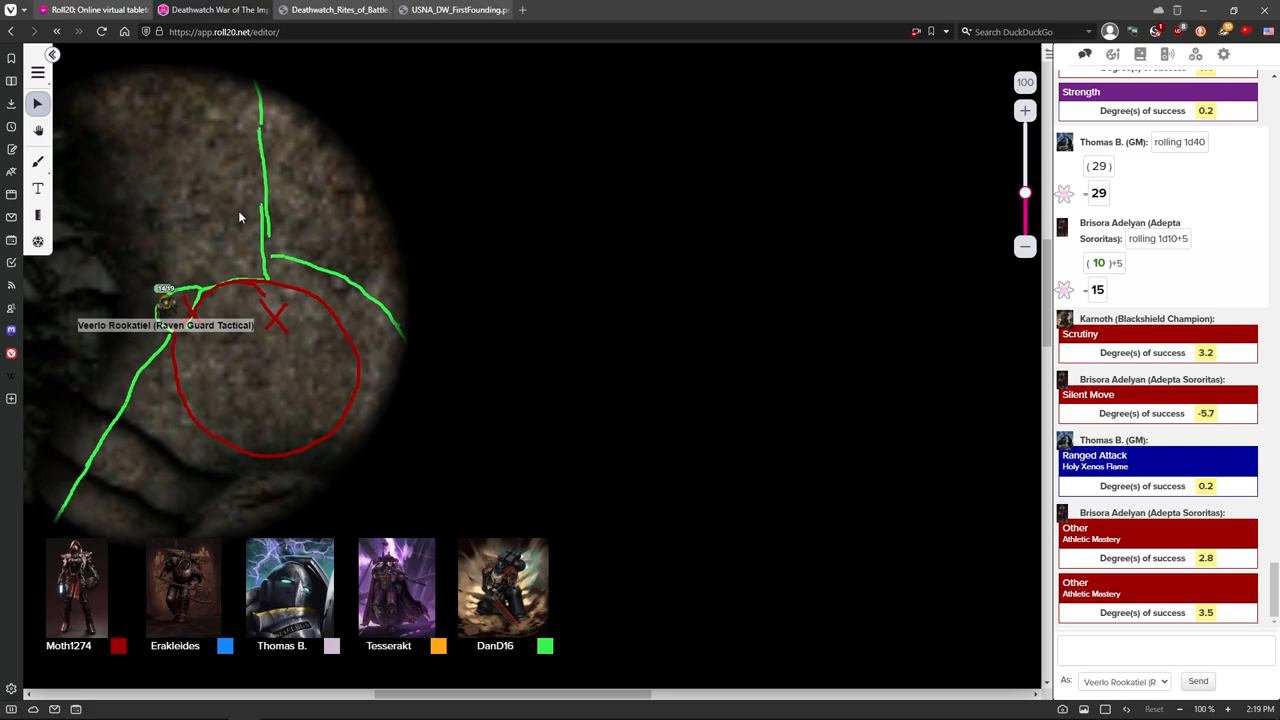 Roll20: Online virtual tablet
Deathwatch War of The Imp
Deathwatch_Rites_of_Battle.
USNA_DW_FirstFounding.p
https://app.roll20.net/editor/
Search DuckDuckGo
100
14/19
Veerlo Rookatiel (Raven Guard Tactical)
Moth1274
Erakleides
Thomas B.
Tesserakt
DanD16
Strength
Degree(s) of success 0.2
Thomas B. (GM): rolling 1d40
( 29 )
=29
Brisora Adelyan (Adepta
Sororitas): rolling 1d10+5
( 10 )+5
=15
Karnoth (Blackshield Champion):
Scrutiny
Degree(s) of success 3.2
Brisora Adelyan (Adepta Sororitas):
Silent Move
Degree(s) of success -5.7
Thomas B. (GM):
Ranged Attack
Holy Xenos Flame
Degree(s) of success 0.2
Brisora Adelyan (Adepta Sororitas):
Other
Athletic Mastery
Degree(s) of success 2.8
Other
Athletic Mastery
Degree(s) of success 3.5
As: Veerlo Rookatiel (R
Send
Reset 100 % 2:19 PM